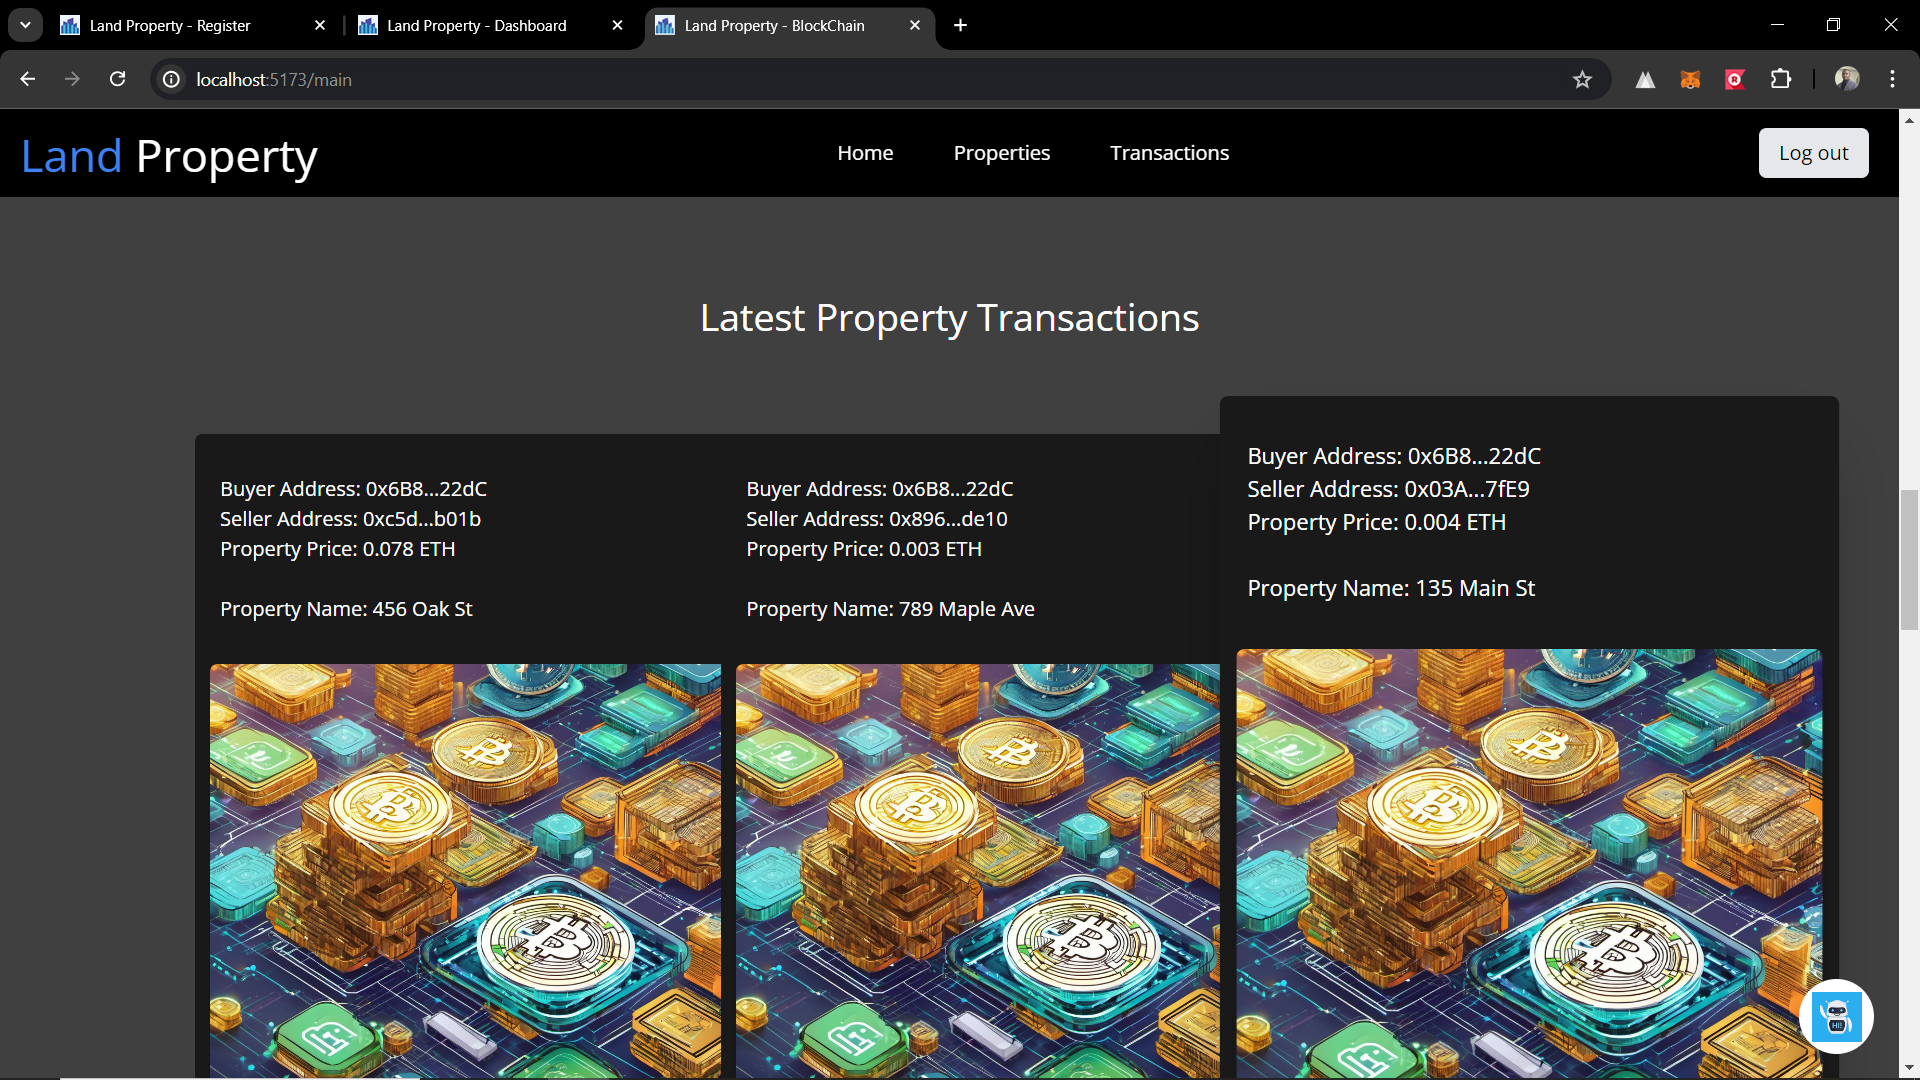 Land Property - Register
Land Property - Dashboard
Land Property - BlockChain
localhost:5173/main
Land Property
Home
Properties
Transactions
Log out
Latest Property Transactions
Buyer Address: 0x6B8...22dC
Seller Address: 0xc5d...b01b
Property Price: 0.078 ETH
Property Name: 456 Oak St
Buyer Address: 0x6B8...22dC
Seller Address: 0x896...de10
Property Price: 0.003 ETH
Property Name: 789 Maple Ave
Buyer Address: 0x6B8...22dC
Seller Address: 0x03A...7fE9
Property Price: 0.004 ETH
Property Name: 135 Main St
HI!